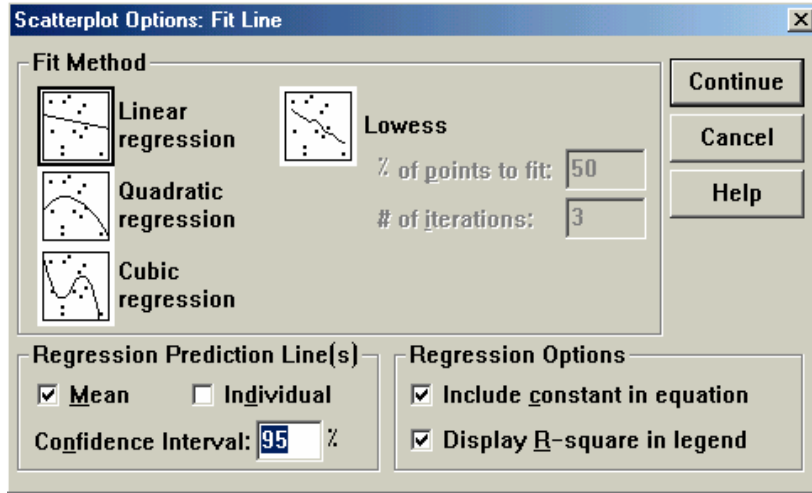 Scatterplot Options: Fit Line
Fit Method
Linear
regression
Quadratic
regression
Cubic
regression
Lowess
% of points to fit: 50
# of iterations: 3
Continue
Cancel
Help
Regression Prediction Line(s)
Mean
Individual
Confidence Interval: 95 %
Regression Options
Include constant in equation
Display R-square in legend